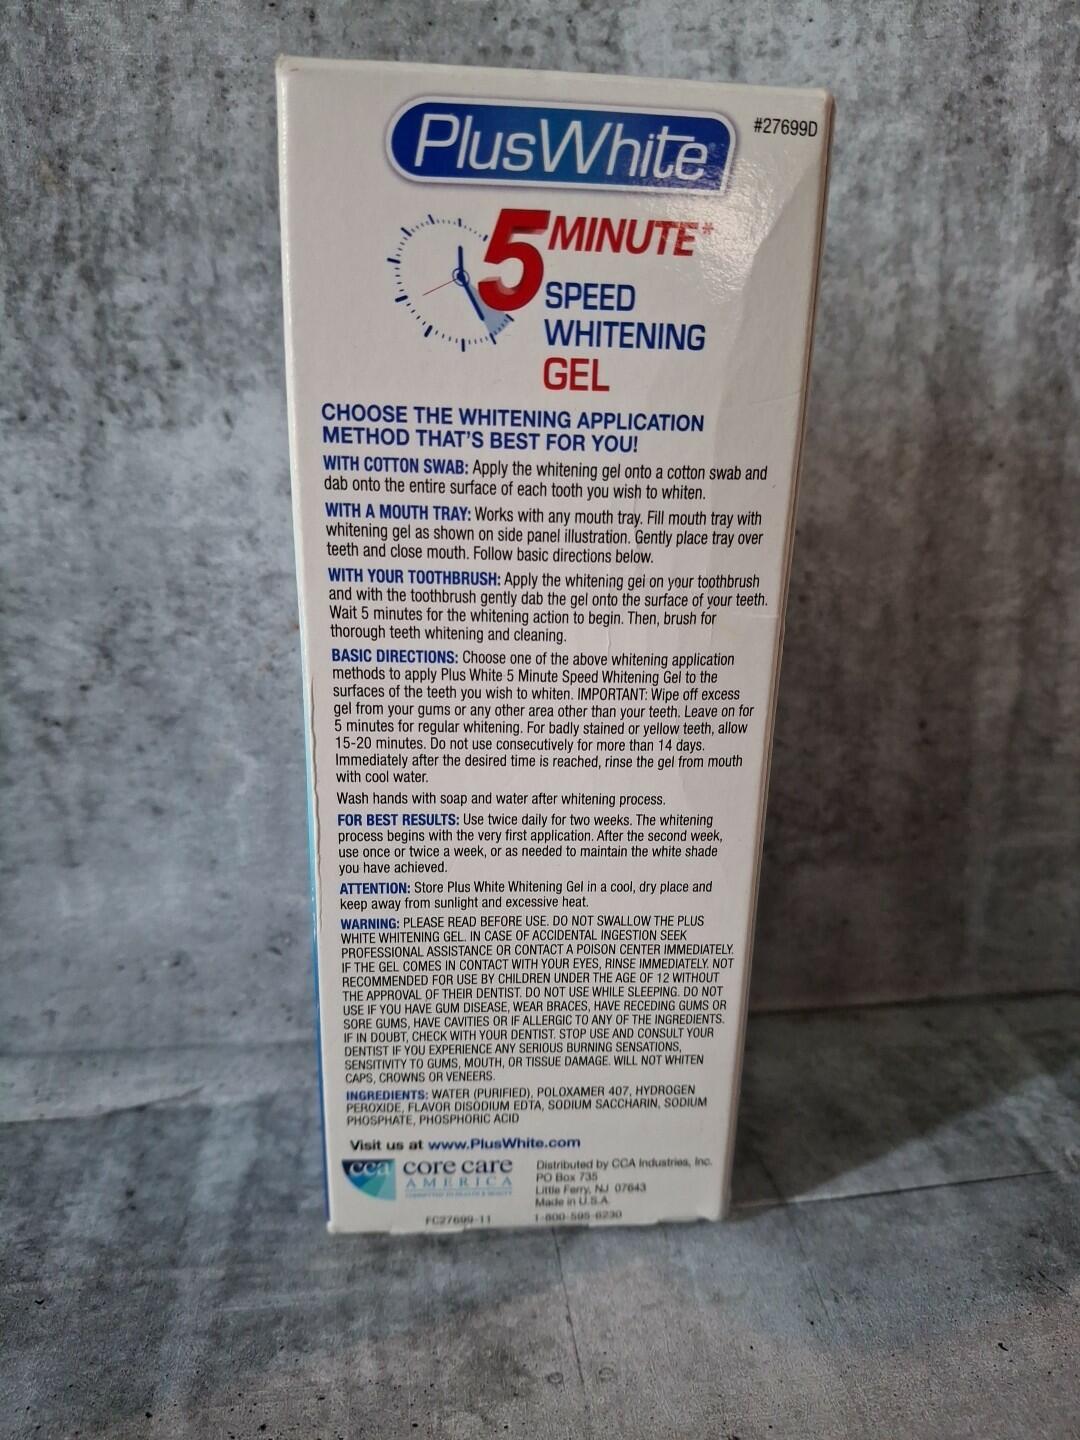 PlusWhite
#27699D
5 MINUTE*
SPEED
WHITENING
GEL
CHOOSE THE WHITENING APPLICATION
METHOD THAT'S BEST FOR YOU!
WITH COTTON SWAB: Apply the whitening gel onto a cotton swab and
dab onto the entire surface of each tooth you wish to whiten.
WITH A MOUTH TRAY: Works with any mouth tray. Fill mouth tray with
whitening gel as shown on side panel illustration. Gently place tray over
teeth and close mouth. Follow basic directions below.
WITH YOUR TOOTHBRUSH: Apply the whitening gel on your toothbrush
and with the toothbrush gently dab the gel onto the surface of your teeth.
Wait 5 minutes for the whitening action to begin. Then, brush for
thorough teeth whitening and cleaning.
BASIC DIRECTIONS: Choose one of the above whitening application
methods to apply Plus White 5 Minute Speed Whitening Gel to the
surfaces of the teeth you wish to whiten. IMPORTANT: Wipe off excess
gel from your gums or any other area other than your teeth. Leave on for
5 minutes for regular whitening. For badly stained or yellow teeth, allow
15-20 minutes. Do not use consecutively for more than 14 days.
Immediately after the desired time is reached, rinse the gel from mouth
with cool water.
Wash hands with soap and water after whitening process.
FOR BEST RESULTS: Use twice daily for two weeks. The whitening
process begins with the very first application. After the second week,
use once or twice a week, or as needed to maintain the white shade
you have achieved.
ATTENTION: Store Plus White Whitening Gel in a cool, dry place and
keep away from sunlight and excessive heat.
WARNING: PLEASE READ BEFORE USE. DO NOT SWALLOW THE PLUS
WHITE WHITENING GEL. IN CASE OF ACCIDENTAL INGESTION SEEK
PROFESSIONAL ASSISTANCE OR CONTACT A POISON CENTER IMMEDIATELY.
IF THE GEL COMES IN CONTACT WITH YOUR EYES, RINSE IMMEDIATELY. NOT
RECOMMENDED FOR USE BY CHILDREN UNDER THE AGE OF 12 WITHOUT
THE APPROVAL OF THEIR DENTIST. DO NOT USE WHILE SLEEPING. DO NOT
USE IF YOU HAVE GUM DISEASE, WEAR BRACES, HAVE RECEDING GUMS OR
SORE GUMS, HAVE CAVITIES OR IF ALLERGIC TO ANY OF THE INGREDIENTS.
IF IN DOUBT, CHECK WITH YOUR DENTIST. STOP USE AND CONSULT YOUR
DENTIST IF YOU EXPERIENCE ANY SERIOUS BURNING SENSATIONS,
SENSITIVITY TO GUMS, MOUTH, OR TISSUE DAMAGE. WILL NOT WHITEN
CAPS, CROWNS OR VENEERS.
INGREDIENTS: WATER (PURIFIED), POLOXAMER 407, HYDROGEN
PEROXIDE, FLAVOR DISODIUM EDTA, SODIUM SACCHARIN, SODIUM
PHOSPHATE, PHOSPHORIC ACID
Visit us at www.PlusWhite.com
cca core care
AMERICA
COMMITTED TO HEALTH & BEAUTY
Distributed by CCA Industries, Inc.
PO Box 735
Little Ferry, NJ 07643
Made in U.S.A.
FC27699-11
1-800-595-6230